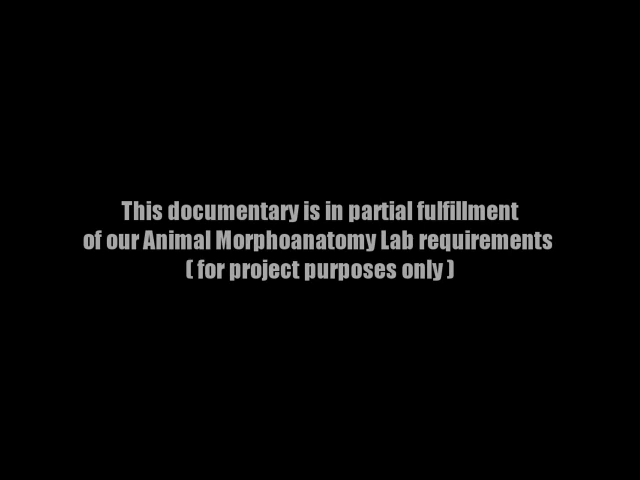 This documentary is in partial fulfillment
of our Animal Morphoanatomy Lab requirements
( for project purposes only )